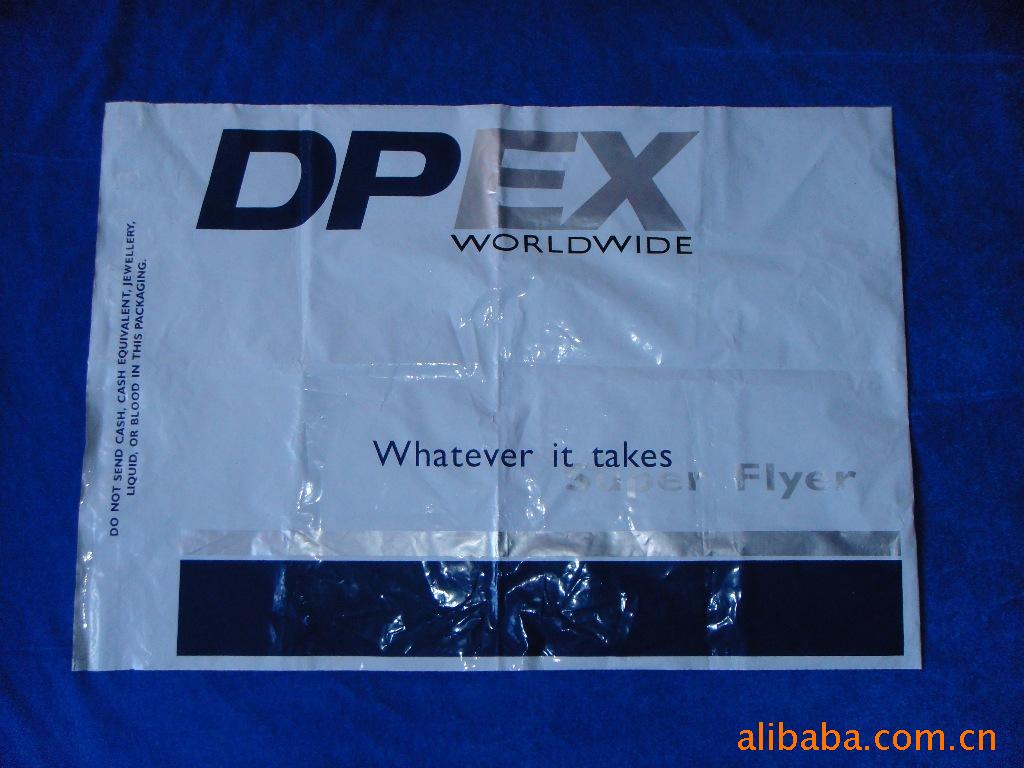 DPEX
WORLDWIDE
DO NOT SEND CASH, CASH EQUIVALENT, JEWELLERY,
LIQUID, OR BLOOD IN THIS PACKAGING.
Whatever it takes
Super Flyer
alibaba.com.cn